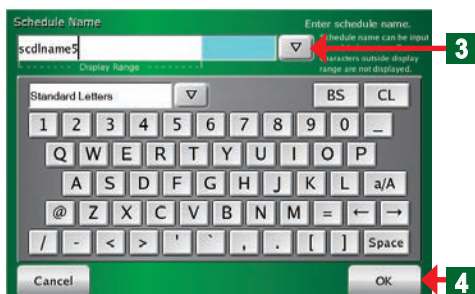 Schedule Name
Enter schedule name.
Schedule name can be input
scdlname5
▽
3
Display Range
characters outside display
range are not displayed.
Standard Letters ▽ BS CL
1 2 3 4 5 6 7 8 9 0 _
Q W E R T Y U I O P
A S D F G H J K L a/A
@ Z X C V B N M = ← →
/ - < > ' ` , . [ ] Space
Cancel OK
4